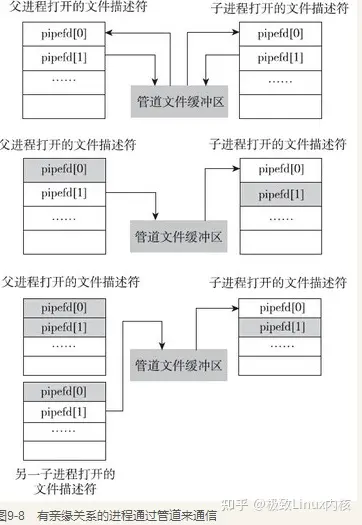 父进程打开的文件描述符
子进程打开的文件描述符
pipefd[0]
pipefd[1]
……
pipefd[0]
pipefd[1]
……
管道文件缓冲区
父进程打开的文件描述符
子进程打开的文件描述符
pipefd[0]
pipefd[1]
……
pipefd[0]
pipefd[1]
……
管道文件缓冲区
父进程打开的文件描述符
子进程打开的文件描述符
pipefd[0]
pipefd[1]
……
pipefd[0]
pipefd[1]
……
管道文件缓冲区
pipefd[0]
pipefd[1]
……
另一子进程打开的
文件描述符
知乎 @极致Linux内核
图9-8 有亲缘关系的进程通过管道来通信